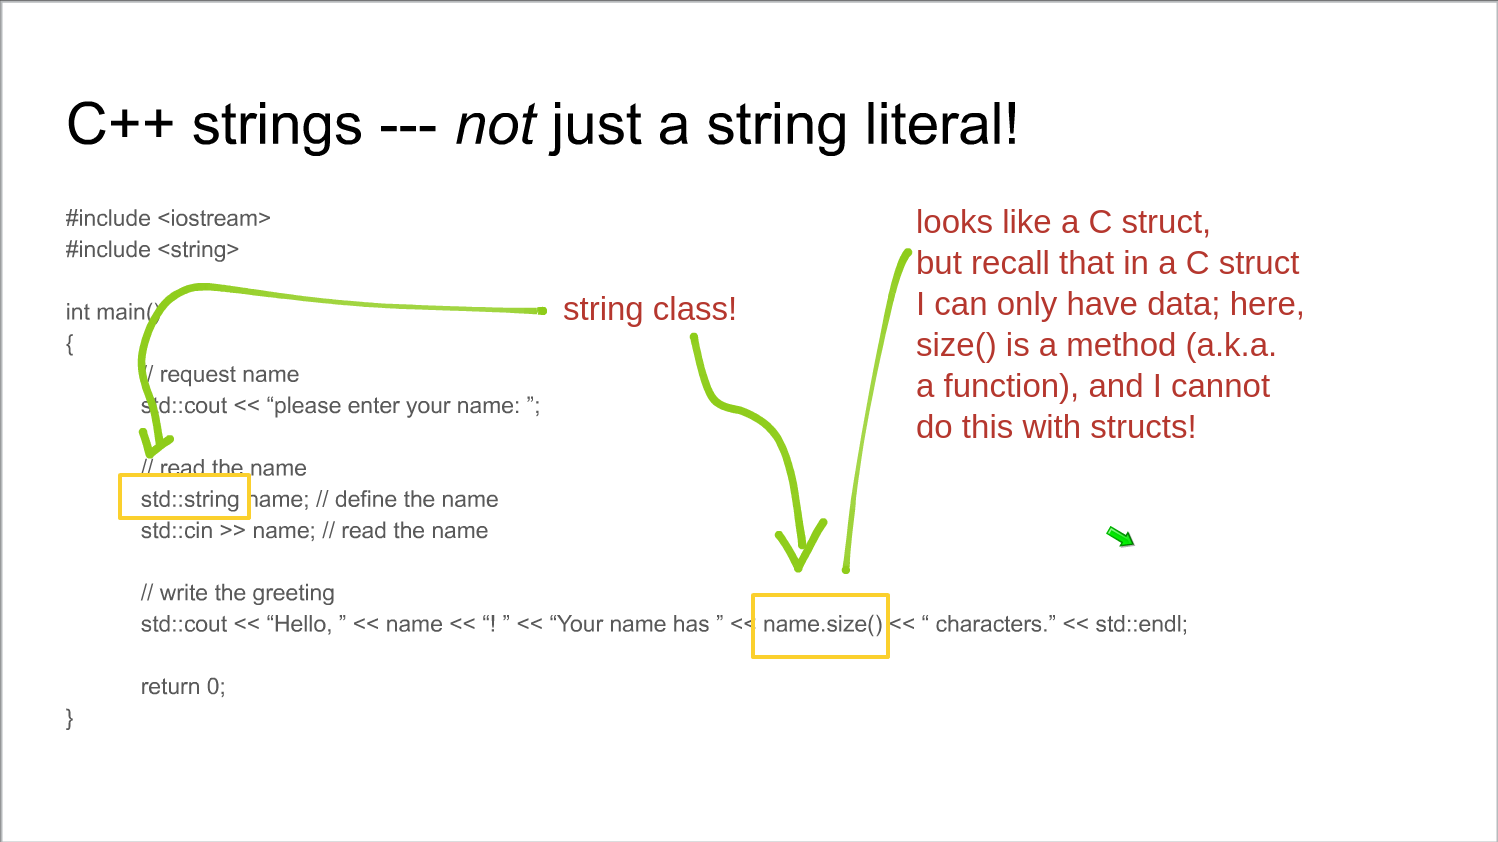 C++ strings --- not just a string literal!
#include <iostream>
#include <string>
int main()
{
// request name
std::cout << “please enter your name: ”;
// read the name
std::string name; // define the name
std::cin >> name; // read the name
// write the greeting
std::cout << “Hello, ” << name << “! ” << “Your name has ” << name.size() << “ characters.” << std::endl;
return 0;
}
string class!
looks like a C struct,
but recall that in a C struct
I can only have data; here,
size() is a method (a.k.a.
a function), and I cannot
do this with structs!